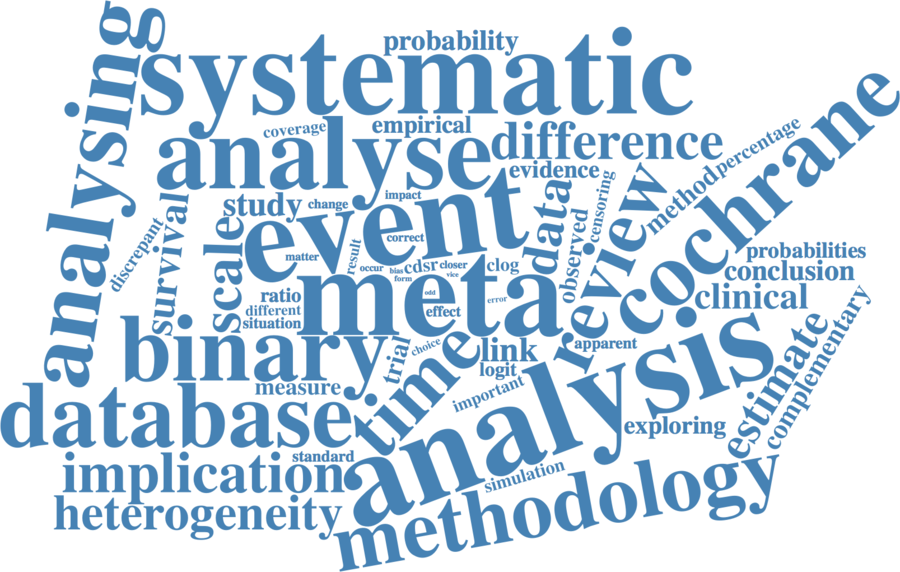 probability
systematic
analysing
coverage
empirical
analyse
difference
cochrane
percentage
method
evidence
censoring
review
data
observed
study
change
impact
event
discrepant
survival
scale
matter
result
correct
occur
bias
form
cdsr
closer
vice
clog
probabilities
conclusion
clinical
ratio
different
situation
meta
odd
effect
error
binary
trial
choice
time
link
logit
apparent
analysis
estimate
complementary
measure
important
database
exploring
standard
implication
simulation
heterogeneity
methodology